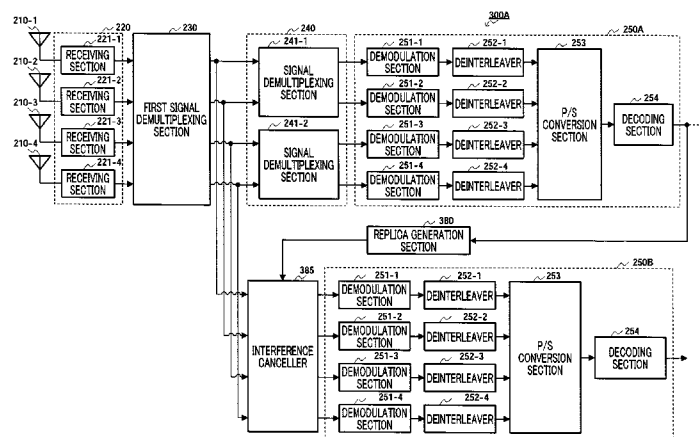 300A
210-1
220
221-1
230
240
241-1
250A
251-1
252-1
253
RECEIVING SECTION
DEMODULATION SECTION
DEINTERLEAVER
210-2
221-2
SIGNAL DEMULTIPLEXING SECTION
251-2
252-2
RECEIVING SECTION
DEMODULATION SECTION
DEINTERLEAVER
254
210-3
221-3
FIRST SIGNAL DEMULTIPLEXING SECTION
241-2
251-3
252-3
P/S CONVERSION SECTION
DECODING SECTION
RECEIVING SECTION
DEMODULATION SECTION
DEINTERLEAVER
210-4
221-4
SIGNAL DEMULTIPLEXING SECTION
251-4
252-4
RECEIVING SECTION
DEMODULATION SECTION
DEINTERLEAVER
380
REPLICA GENERATION SECTION
250B
385
251-1
252-1
253
DEMODULATION SECTION
DEINTERLEAVER
251-2
252-2
254
DEMODULATION SECTION
DEINTERLEAVER
INTERFERENCE CANCELLER
251-3
252-3
P/S CONVERSION SECTION
DECODING SECTION
DEMODULATION SECTION
DEINTERLEAVER
251-4
252-4
DEMODULATION SECTION
DEINTERLEAVER